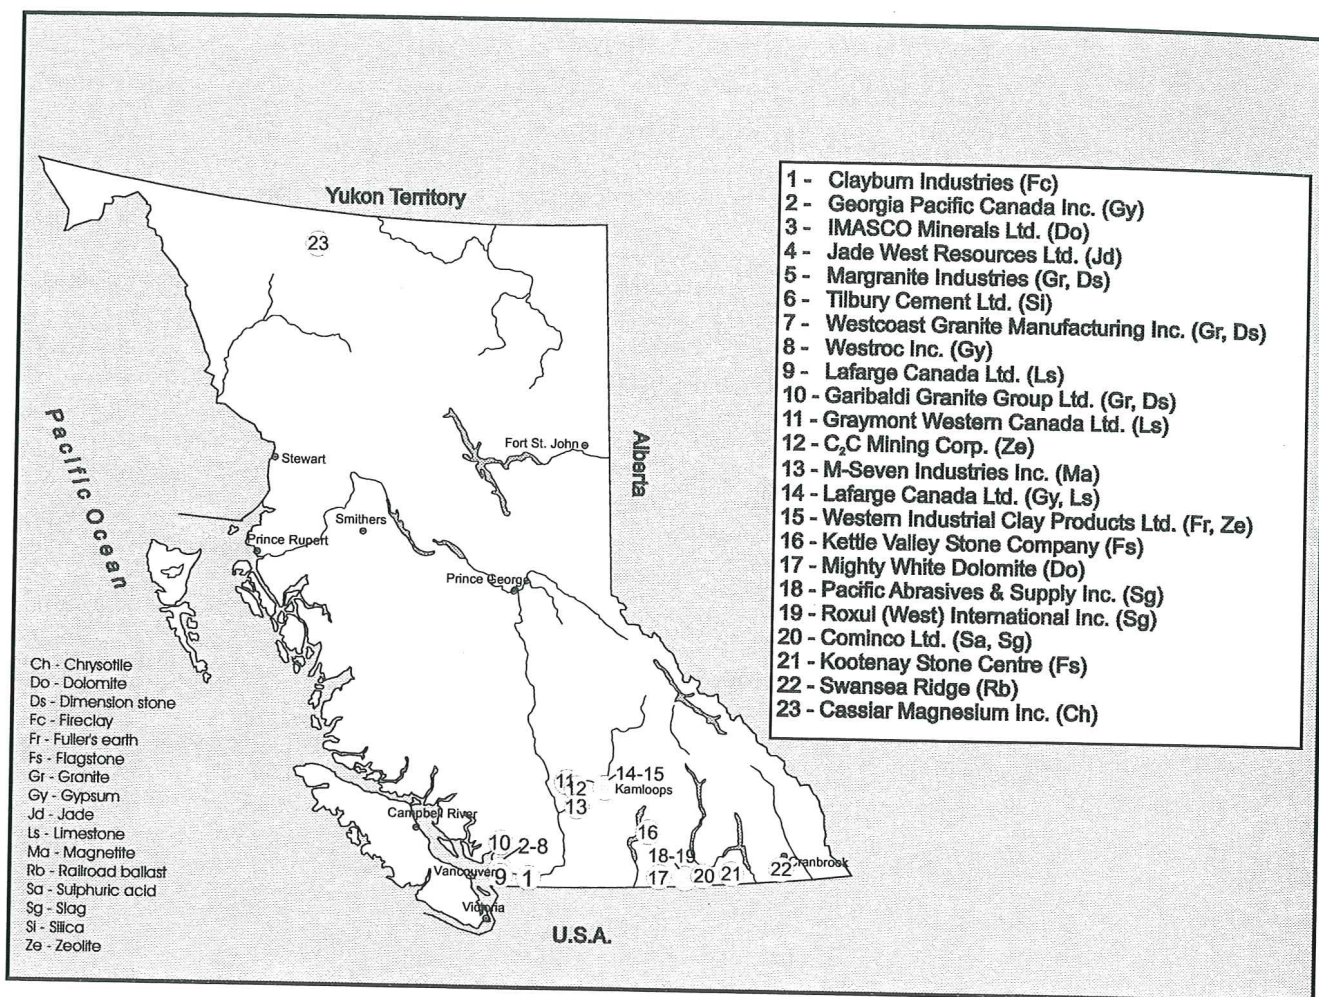 Yukon Territory
23
Pacific Ocean
Stewart
Fort St. John
Alberta
Smithers
Prince Rupert
Prince George
14-15
Kamloops
11
12
13
Campbell River
16
10
2-8
18-19
Vancouver
9
1
17
20
21
22
Cranbrook
Victoria
U.S.A.
1 - Clayburn Industries (Fc)
2 - Georgia Pacific Canada Inc. (Gy)
3 - IMASCO Minerals Ltd. (Do)
4 - Jade West Resources Ltd. (Jd)
5 - Margranite Industries (Gr, Ds)
6 - Tilbury Cement Ltd. (Si)
7 - Westcoast Granite Manufacturing Inc. (Gr, Ds)
8 - Westroc Inc. (Gy)
9 - Lafarge Canada Ltd. (Ls)
10 - Garibaldi Granite Group Ltd. (Gr, Ds)
11 - Graymont Western Canada Ltd. (Ls)
12 - C₂C Mining Corp. (Ze)
13 - M-Seven Industries Inc. (Ma)
14 - Lafarge Canada Ltd. (Gy, Ls)
15 - Western Industrial Clay Products Ltd. (Fr, Ze)
16 - Kettle Valley Stone Company (Fs)
17 - Mighty White Dolomite (Do)
18 - Pacific Abrasives & Supply Inc. (Sg)
19 - Roxul (West) International Inc. (Sg)
20 - Cominco Ltd. (Sa, Sg)
21 - Kootenay Stone Centre (Fs)
22 - Swansea Ridge (Rb)
23 - Cassiar Magnesium Inc. (Ch)
Ch - Chrysotile
Do - Dolomite
Ds - Dimension stone
Fc - Fireclay
Fr - Fuller's earth
Fs - Flagstone
Gr - Granite
Gy - Gypsum
Jd - Jade
Ls - Limestone
Ma - Magnetite
Rb - Railroad ballast
Sa - Sulphuric acid
Sg - Slag
Si - Silica
Ze - Zeolite